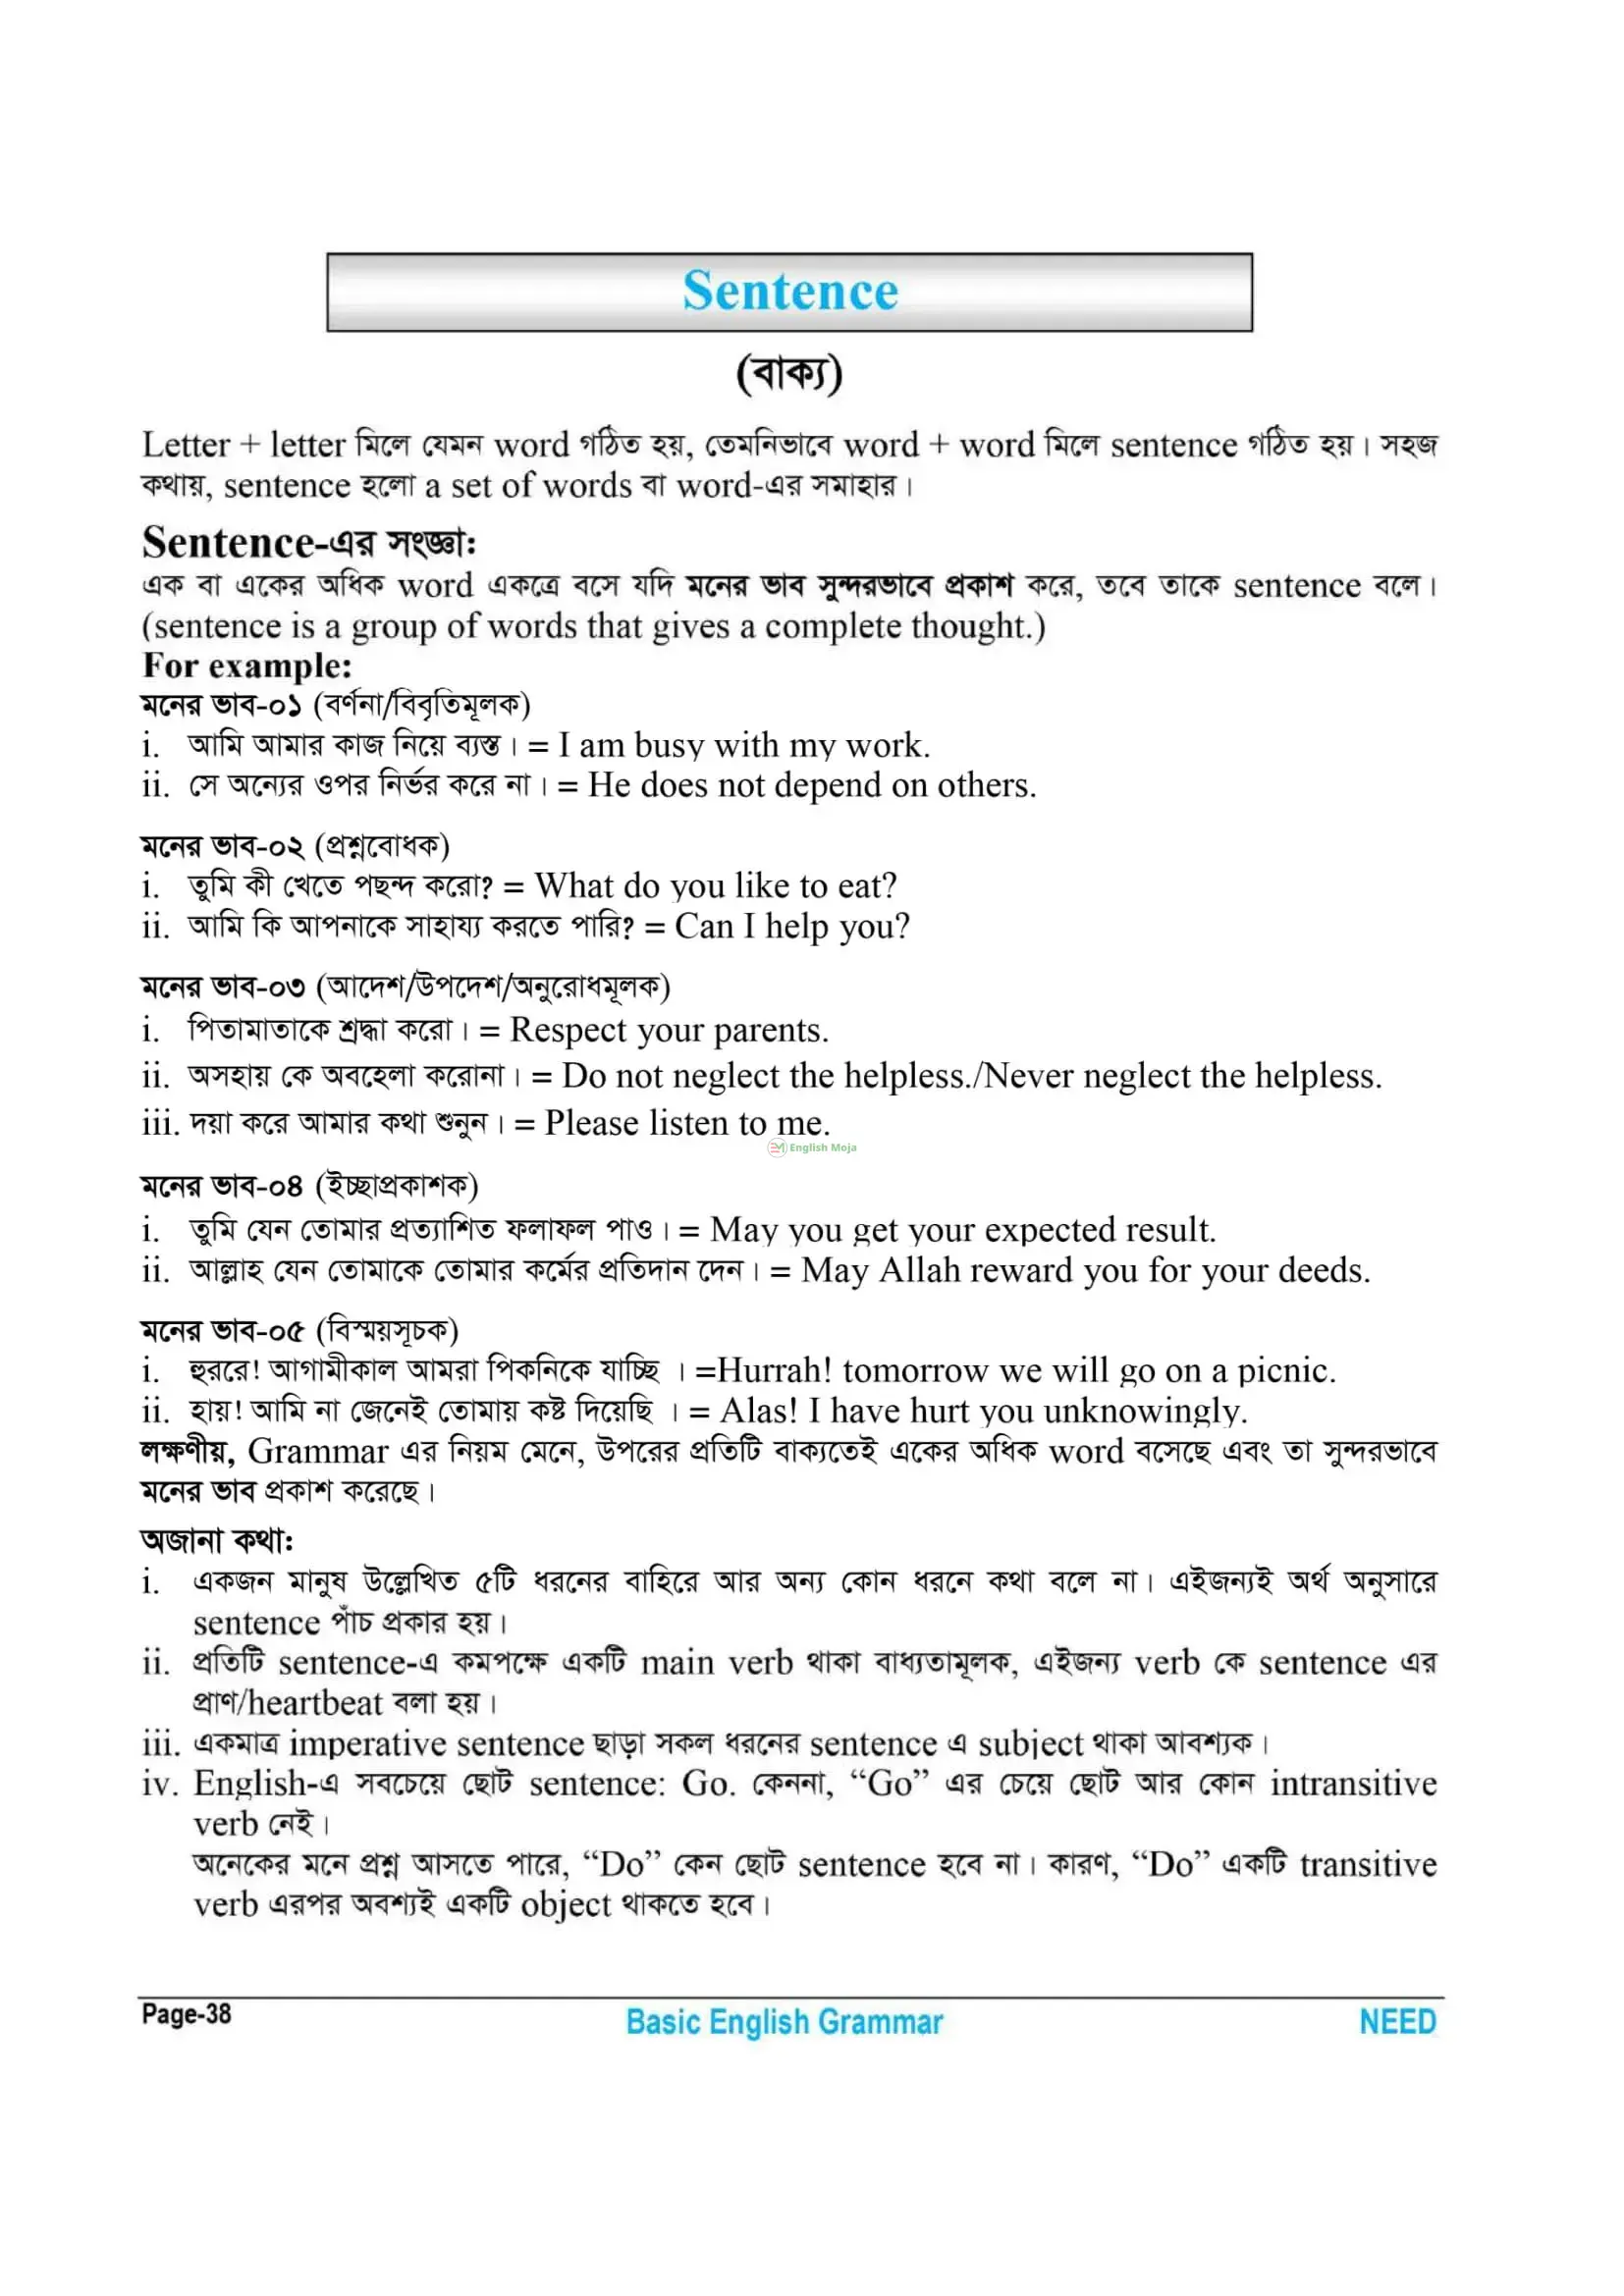 Sentence
(বাক্য)
Letter + letter মিলে যেমন word গঠিত হয়, তেমনিভাবে word + word মিলে sentence গঠিত হয়। সহজ
কথায়, sentence হলো a set of words বা word-এর সমাহার।
Sentence-এর সংজ্ঞাঃ
এক বা একের অধিক word একত্রে বসে যদি মনের ভাব সুন্দরভাবে প্রকাশ করে, তবে তাকে sentence বলে।
(sentence is a group of words that gives a complete thought.)
For example:
মনের ভাব-০১ (বর্ণনা/বিবৃতিমূলক)
i. আমি আমার কাজ নিয়ে ব্যস্ত। = I am busy with my work.
ii. সে অন্যের ওপর নির্ভর করে না। = He does not depend on others.
মনের ভাব-০২ (প্রশ্নবোধক)
i. তুমি কী খেতে পছন্দ করো? = What do you like to eat?
ii. আমি কি আপনাকে সাহায্য করতে পারি? = Can I help you?
মনের ভাব-০৩ (আদেশ/উপদেশ/অনুরোধমূলক)
i. পিতামাতাকে শ্রদ্ধা করো। = Respect your parents.
ii. অসহায় কে অবহেলা করোনা। = Do not neglect the helpless./Never neglect the helpless.
iii. দয়া করে আমার কথা শুনুন। = Please listen to me.
English Moja
মনের ভাব-০৪ (ইচ্ছাপ্রকাশক)
i. তুমি যেন তোমার প্রত্যাশিত ফলাফল পাও। = May you get your expected result.
ii. আল্লাহ যেন তোমাকে তোমার কর্মের প্রতিদান দেন। = May Allah reward you for your deeds.
মনের ভাব-০৫ (বিস্ময়সূচক)
i. হুররে! আগামীকাল আমরা পিকনিকে যাচ্ছি । =Hurrah! tomorrow we will go on a picnic.
ii. হায়! আমি না জেনেই তোমায় কষ্ট দিয়েছি । = Alas! I have hurt you unknowingly.
লক্ষণীয়, Grammar এর নিয়ম মেনে, উপরের প্রতিটি বাক্যতেই একের অধিক word বসেছে এবং তা সুন্দরভাবে
মনের ভাব প্রকাশ করেছে।
অজানা কথাঃ
i. একজন মানুষ উল্লেখিত ৫টি ধরনের বাহিরে আর অন্য কোন ধরনে কথা বলে না। এইজন্যই অর্থ অনুসারে
sentence পাঁচ প্রকার হয়।
ii. প্রতিটি sentence-এ কমপক্ষে একটি main verb থাকা বাধ্যতামূলক, এইজন্য verb কে sentence এর
প্রাণ/heartbeat বলা হয়।
iii. একমাত্র imperative sentence ছাড়া সকল ধরনের sentence এ subject থাকা আবশ্যক।
iv. English-এ সবচেয়ে ছোট sentence: Go. কেননা, “Go” এর চেয়ে ছোট আর কোন intransitive
verb নেই।
অনেকের মনে প্রশ্ন আসতে পারে, “Do” কেন ছোট sentence হবে না। কারণ, “Do” একটি transitive
verb এরপর অবশ্যই একটি object থাকতে হবে।
Page-38 Basic English Grammar NEED